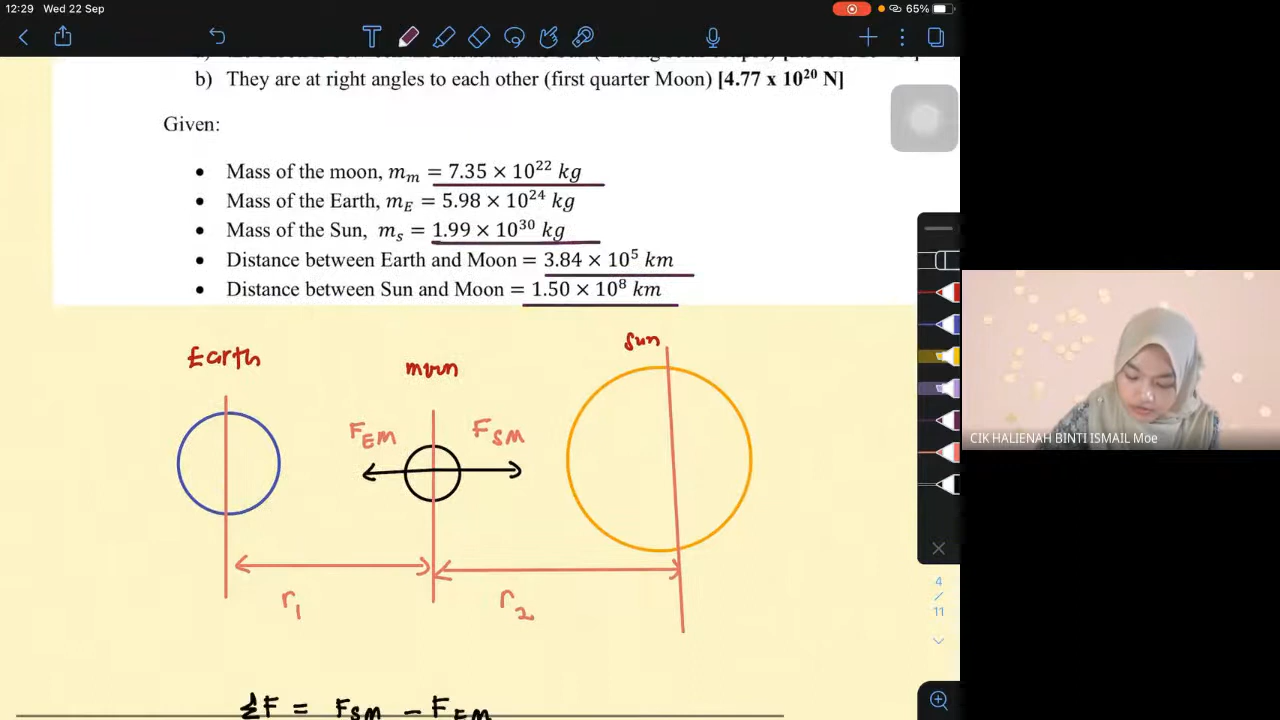 12:29 Wed 22 Sep
65%
b) They are at right angles to each other (first quarter Moon) [4.77 x 10²⁰ N]
Given:
• Mass of the moon, mₘ = 7.35 × 10²² kg
• Mass of the Earth, m_E = 5.98 × 10²⁴ kg
• Mass of the Sun, mₛ = 1.99 × 10³⁰ kg
• Distance between Earth and Moon = 3.84 × 10⁵ km
• Distance between Sun and Moon = 1.50 × 10⁸ km
Earth
moon
sun
F_EM
F_SM
r₁
r₂
ΣF = F_SM − F_EM
4
/
11
CIK HALIENAH BINTI ISMAIL Moe